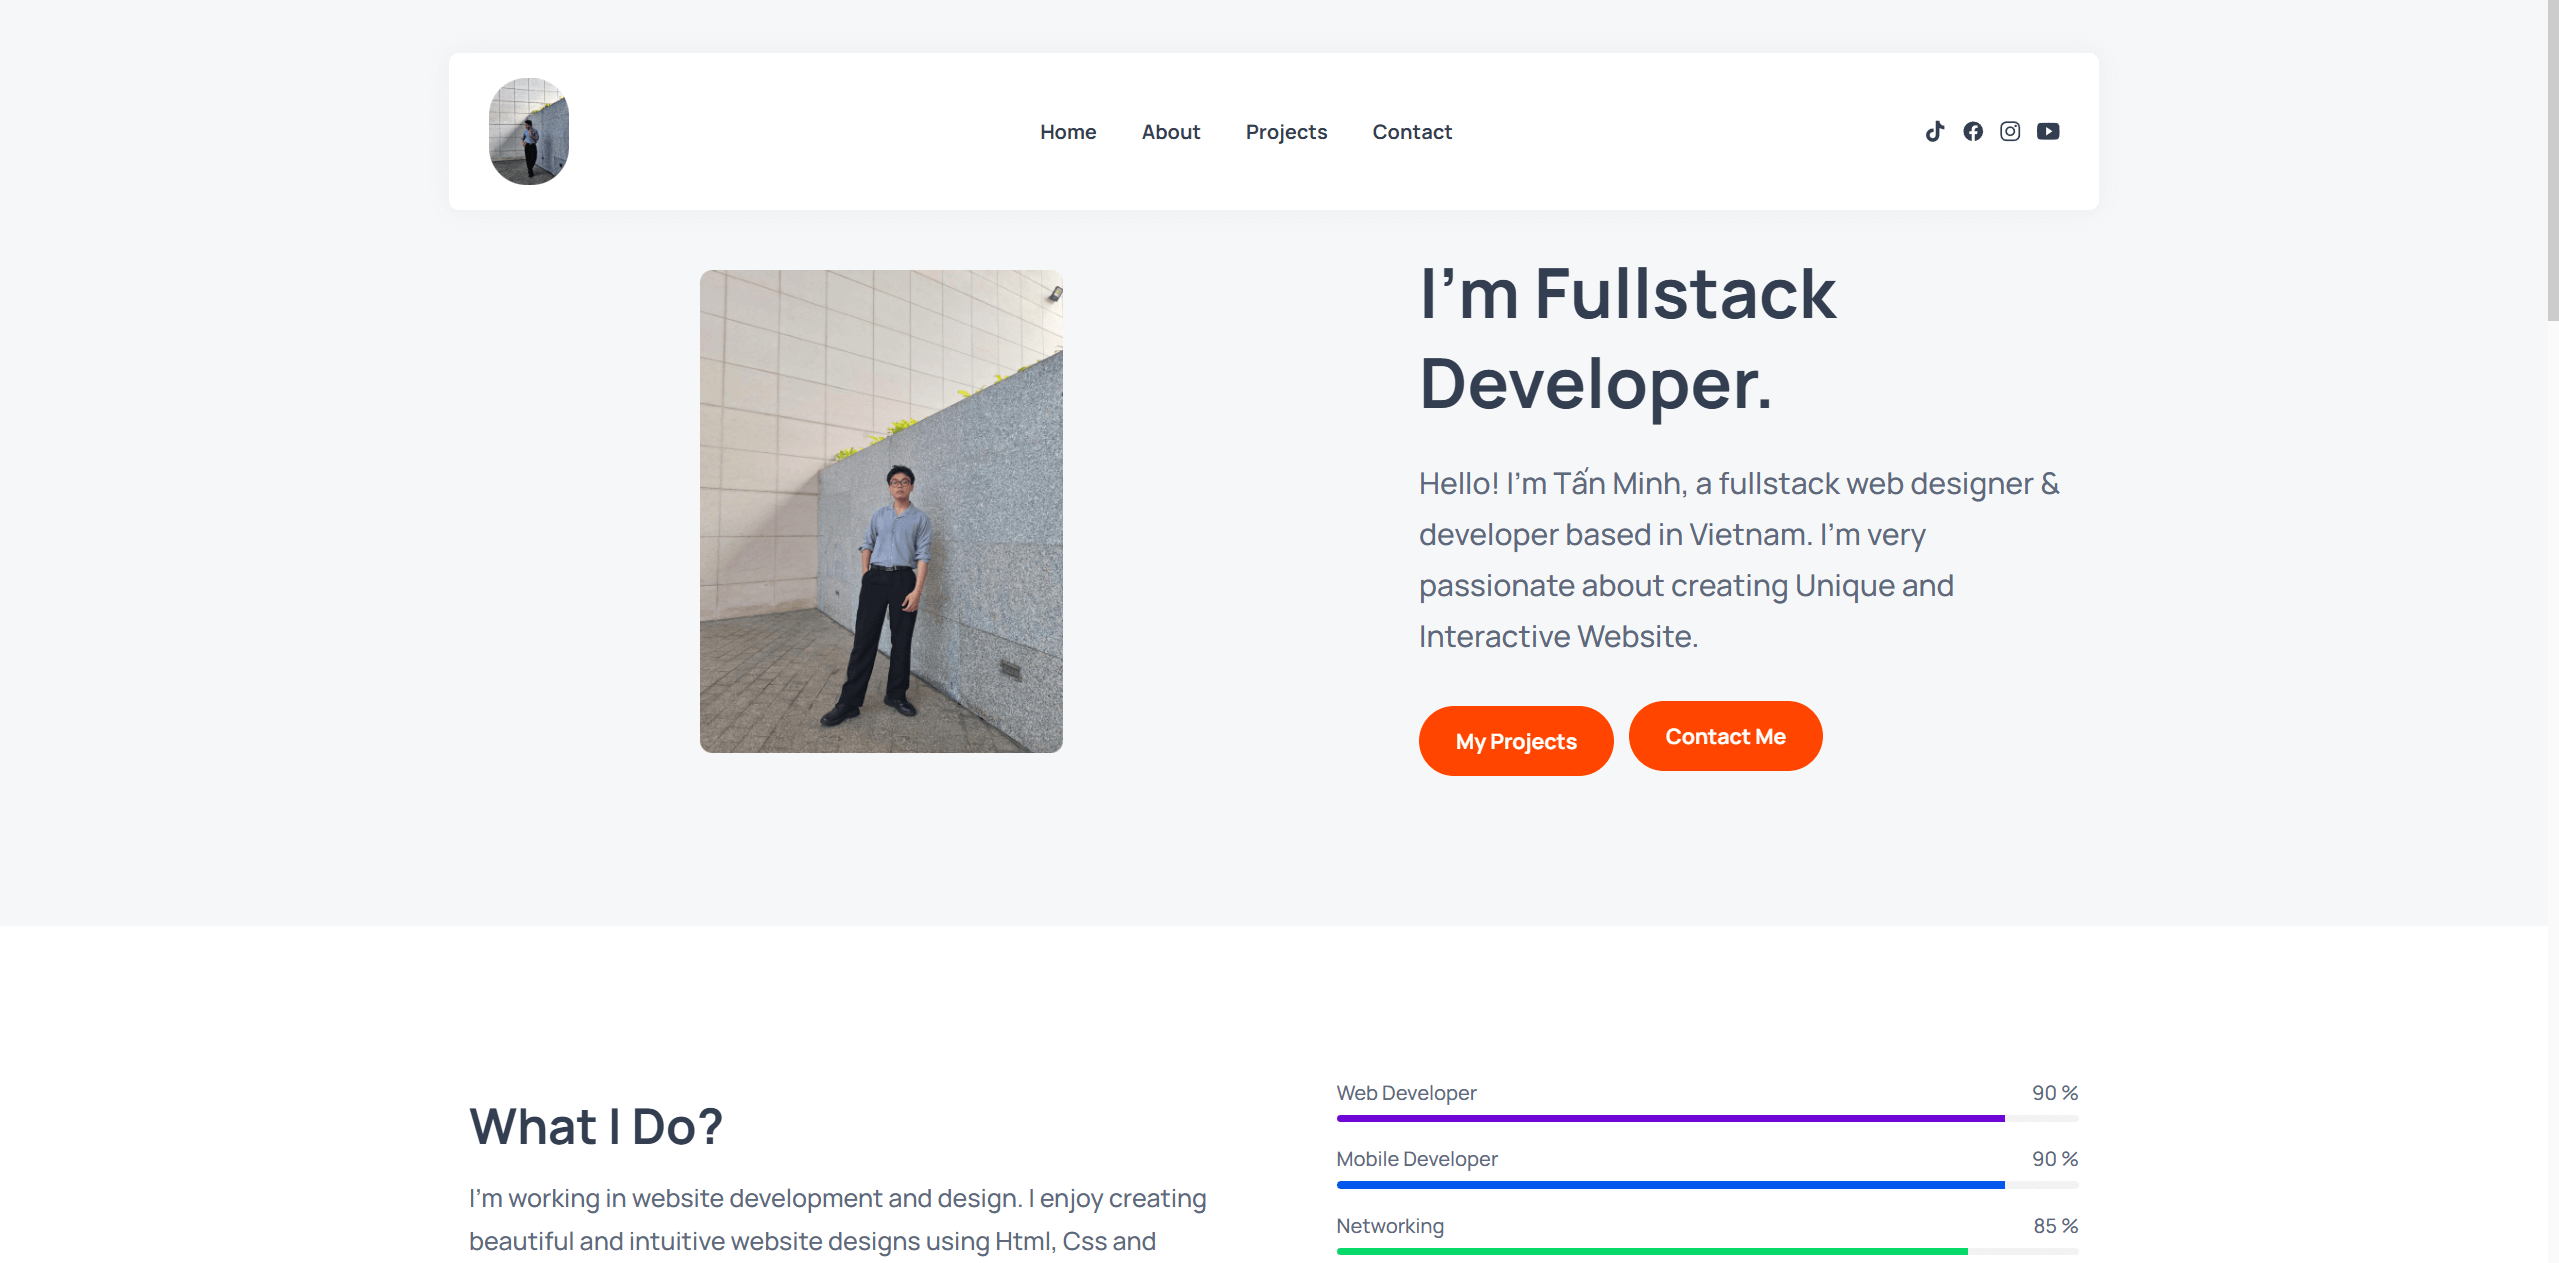 Home About Projects Contact
I'm Fullstack
Developer.
Hello! I'm Tấn Minh, a fullstack web designer &
developer based in Vietnam. I'm very
passionate about creating Unique and
Interactive Website.
My Projects
Contact Me
What I Do?
I'm working in website development and design. I enjoy creating
beautiful and intuitive website designs using Html, Css and
Web Developer 90 %
Mobile Developer 90 %
Networking 85 %